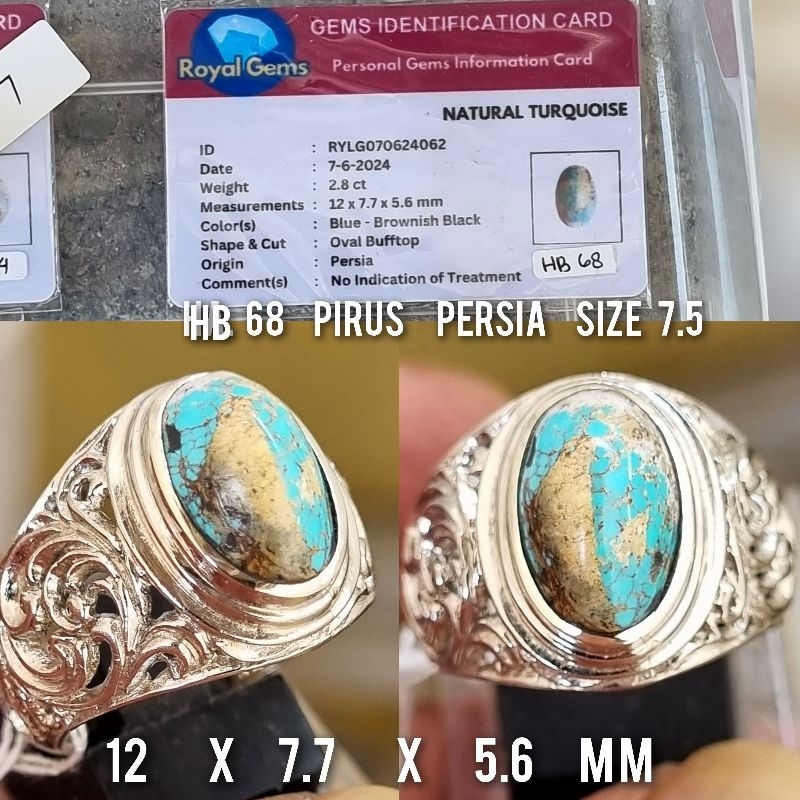 RD
7
4
Royal Gems
GEMS IDENTIFICATION CARD
Personal Gems Information Card
NATURAL TURQUOISE
ID : RYLG070624062
Date : 7-6-2024
Weight : 2.8 ct
Measurements : 12 x 7.7 x 5.6 mm
Color(s) : Blue - Brownish Black
Shape & Cut : Oval Bufftop
Origin : Persia
Comment(s) : No Indication of Treatment
HB 68
HB 68 PIRUS PERSIA SIZE 7.5
12 X 7.7 X 5.6 MM